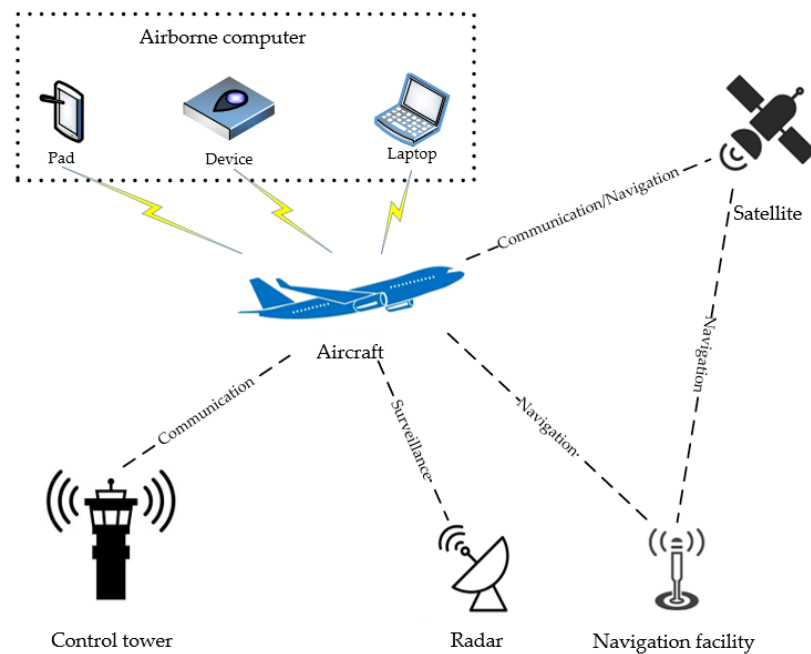 Airborne computer
Pad
Device
Laptop
Communication/Navigation
Satellite
Navigation
Aircraft
Communication
Surveillance
Navigation
Control tower
Radar
Navigation facility